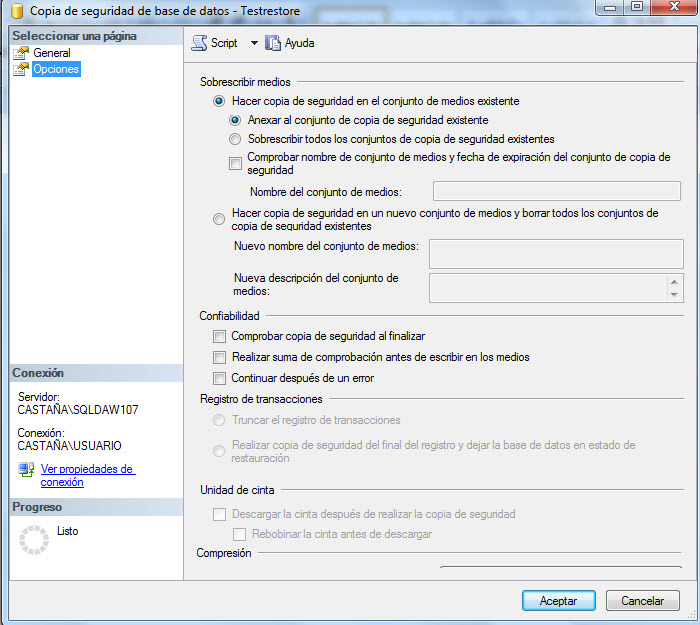 Copia de seguridad de base de datos - Testrestore
Seleccionar una página
General
Opciones
Script
Ayuda
Sobrescribir medios
Hacer copia de seguridad en el conjunto de medios existente
Anexar al conjunto de copia de seguridad existente
Sobrescribir todos los conjuntos de copia de seguridad existentes
Comprobar nombre de conjunto de medios y fecha de expiración del conjunto de copia de
seguridad
Nombre del conjunto de medios:
Hacer copia de seguridad en un nuevo conjunto de medios y borrar todos los conjuntos de
copia de seguridad existentes
Nuevo nombre del conjunto de medios:
Nueva descripción del conjunto de
medios:
Confiabilidad
Comprobar copia de seguridad al finalizar
Realizar suma de comprobación antes de escribir en los medios
Continuar después de un error
Registro de transacciones
Truncar el registro de transacciones
Realizar copia de seguridad del final del registro y dejar la base de datos en estado de
restauración
Unidad de cinta
Descargar la cinta después de realizar la copia de seguridad
Rebobinar la cinta antes de descargar
Compresión
Conexión
Servidor:
CASTAÑA\SQLDAW107
Conexión:
CASTAÑA\USUARIO
Ver propiedades de
conexión
Progreso
Listo
Aceptar
Cancelar